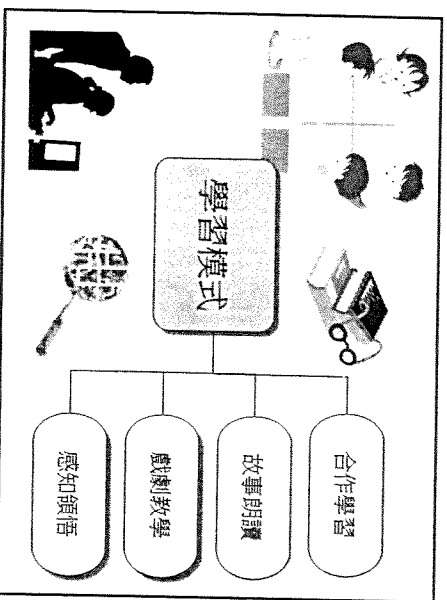 學習模式
合作學習
故事朗讀
戲劇教學
感知領悟